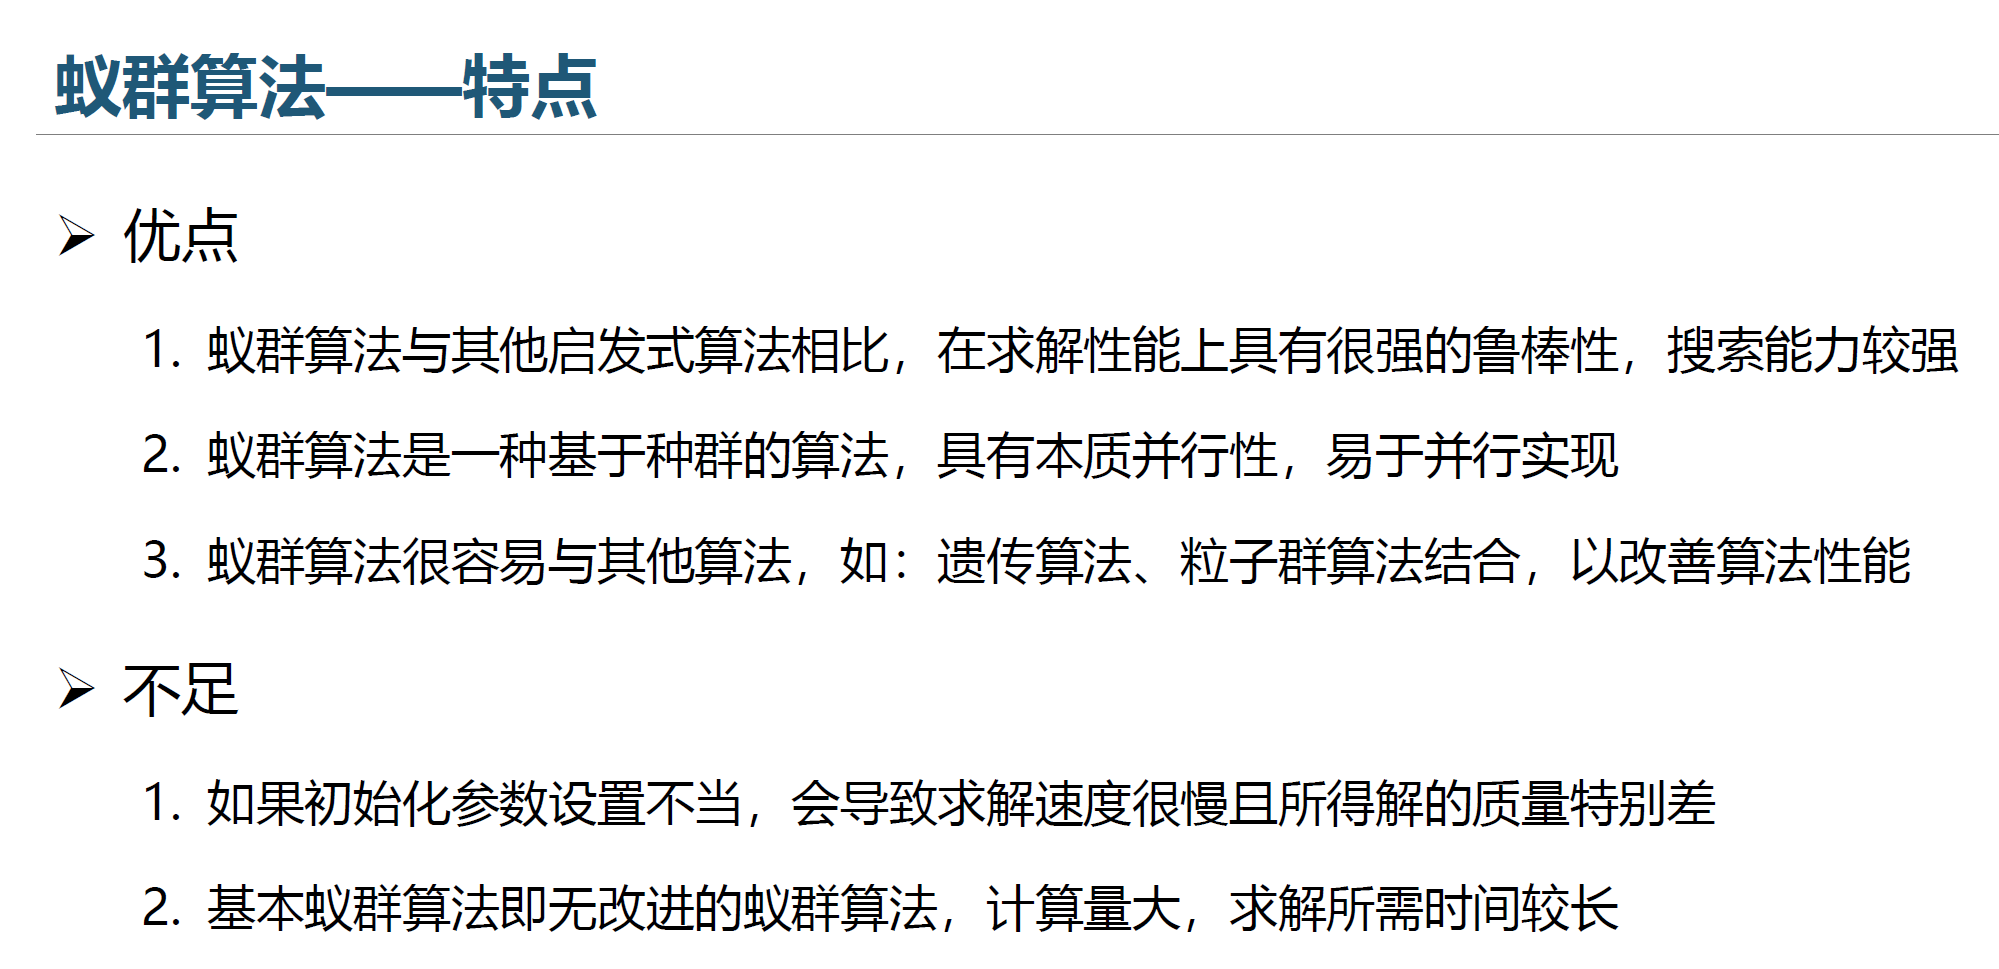 蚁群算法——特点
➢ 优点
1. 蚁群算法与其他启发式算法相比，在求解性能上具有很强的鲁棒性，搜索能力较强
2. 蚁群算法是一种基于种群的算法，具有本质并行性，易于并行实现
3. 蚁群算法很容易与其他算法，如：遗传算法、粒子群算法结合，以改善算法性能
➢ 不足
1. 如果初始化参数设置不当，会导致求解速度很慢且所得解的质量特别差
2. 基本蚁群算法即无改进的蚁群算法，计算量大，求解所需时间较长